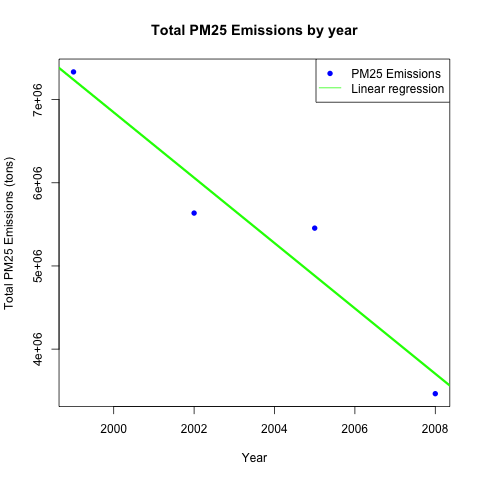 Total PM25 Emissions by year
PM25 Emissions
Linear regression
Total PM25 Emissions (tons)
7e+06
6e+06
5e+06
4e+06
2000 2002 2004 2006 2008
Year